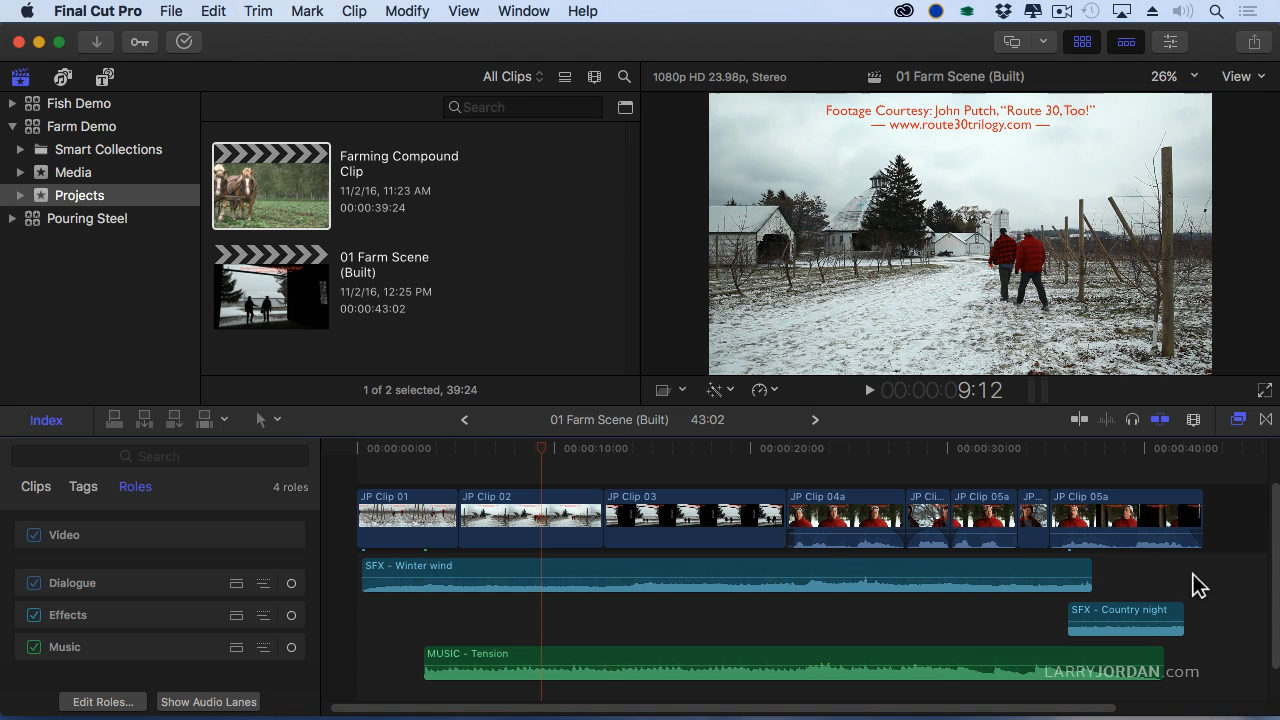 Final Cut Pro File Edit Trim Mark Clip Modify View Window Help
All Clips
1080p HD 23.98p, Stereo
01 Farm Scene (Built)
26%
View
Fish Demo
Farm Demo
Smart Collections
Media
Projects
Pouring Steel
Search
Farming Compound
Clip
11/2/16, 11:23 AM
00:00:39:24
01 Farm Scene
(Built)
11/2/16, 12:25 PM
00:00:43:02
1 of 2 selected, 39:24
Footage Courtesy: John Putch, “Route 30, Too!”
— www.route30trilogy.com —
00:00:09:12
Index
01 Farm Scene (Built) 43:02
Search
Clips Tags Roles 4 roles
Video
Dialogue
Effects
Music
Edit Roles... Show Audio Lanes
00:00:00:00 00:00:10:00 00:00:20:00 00:00:30:00 00:00:40:00
JP Clip 01 JP Clip 02 JP Clip 03 JP Clip 04a JP Cli... JP Clip 05a JP... JP Clip 05a
SFX - Winter wind
SFX - Country night
MUSIC - Tension
LARRYJORDAN.com